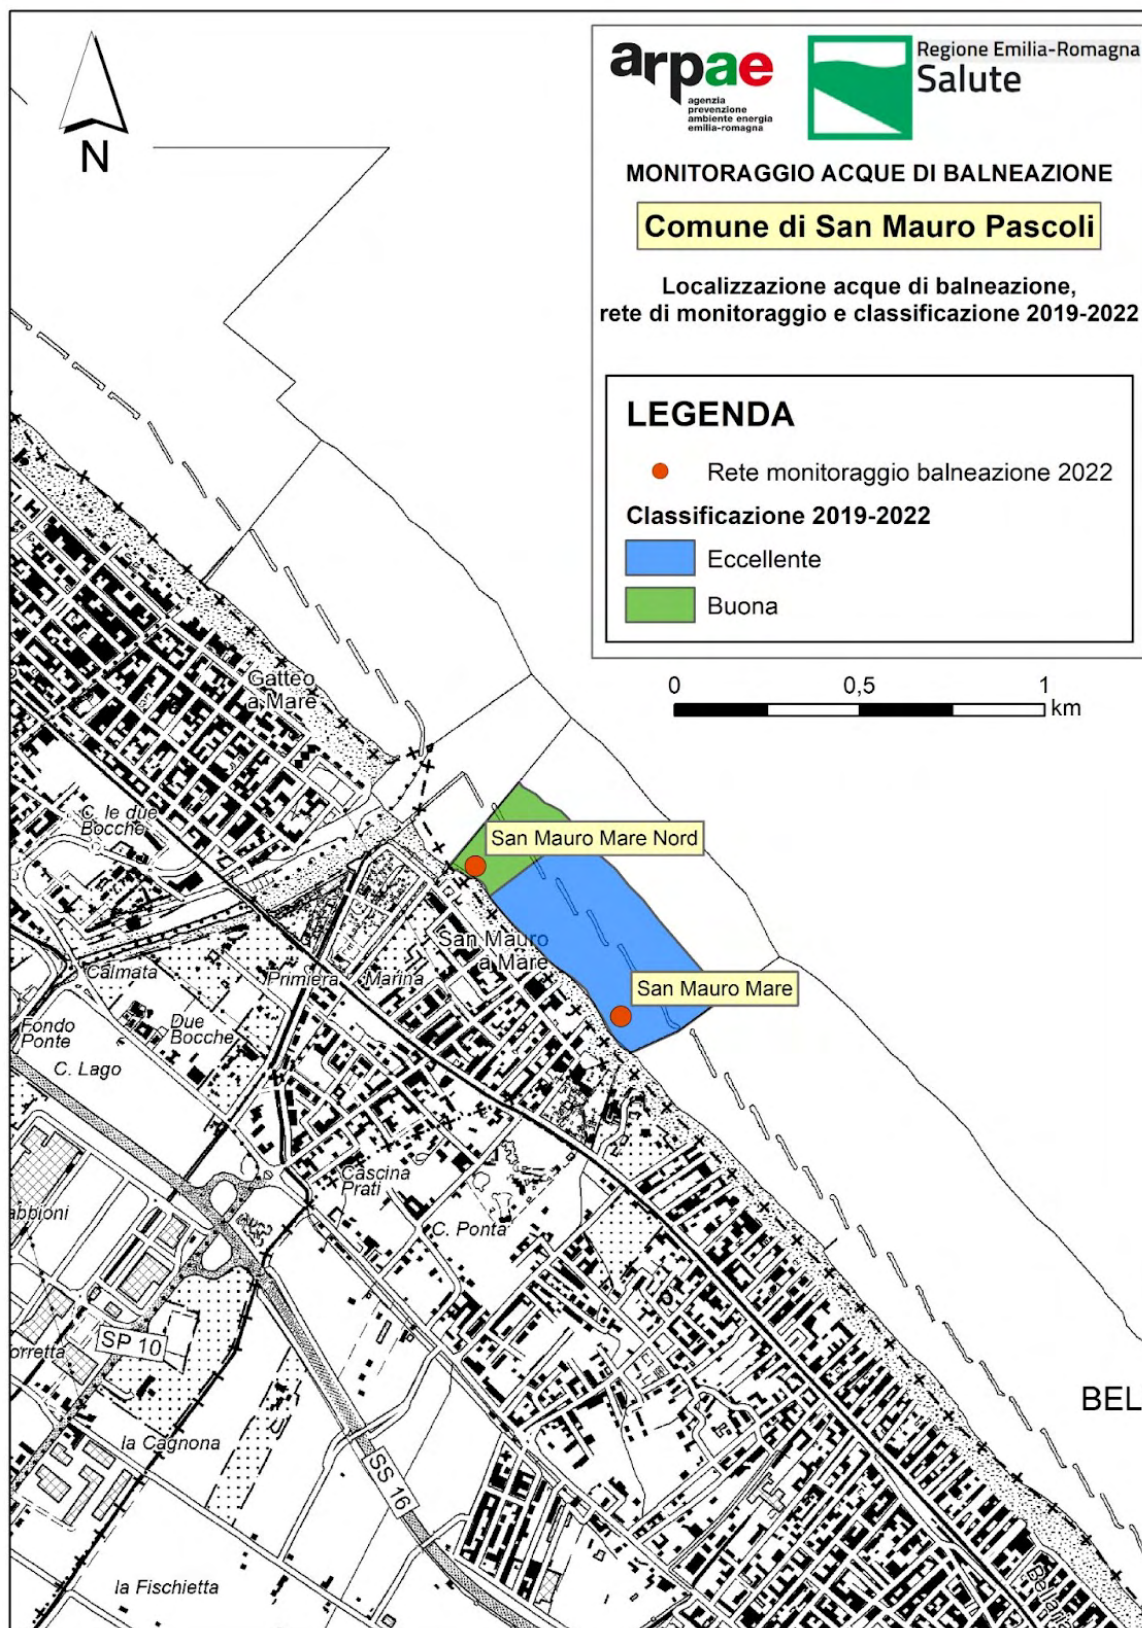 N
arpae
agenzia
prevenzione
ambiente energia
emilia-romagna
Regione Emilia-Romagna
Salute
MONITORAGGIO ACQUE DI BALNEAZIONE
Comune di San Mauro Pascoli
Localizzazione acque di balneazione,
rete di monitoraggio e classificazione 2019-2022
LEGENDA
Rete monitoraggio balneazione 2022
Classificazione 2019-2022
Eccellente
Buona
0 0,5 1
km
Gatteo
a Mare
C. le due
Bocche
San Mauro Mare Nord
San Mauro
a Mare
San Mauro Mare
Calmata
Primiera Marina
Fondo
Ponte
Due
Bocche
C. Lago
Cascina
Prati
C. Ponta
abbioni
SP 10
orretta
BEL
la Cagnona
SS 16
la Fischietta